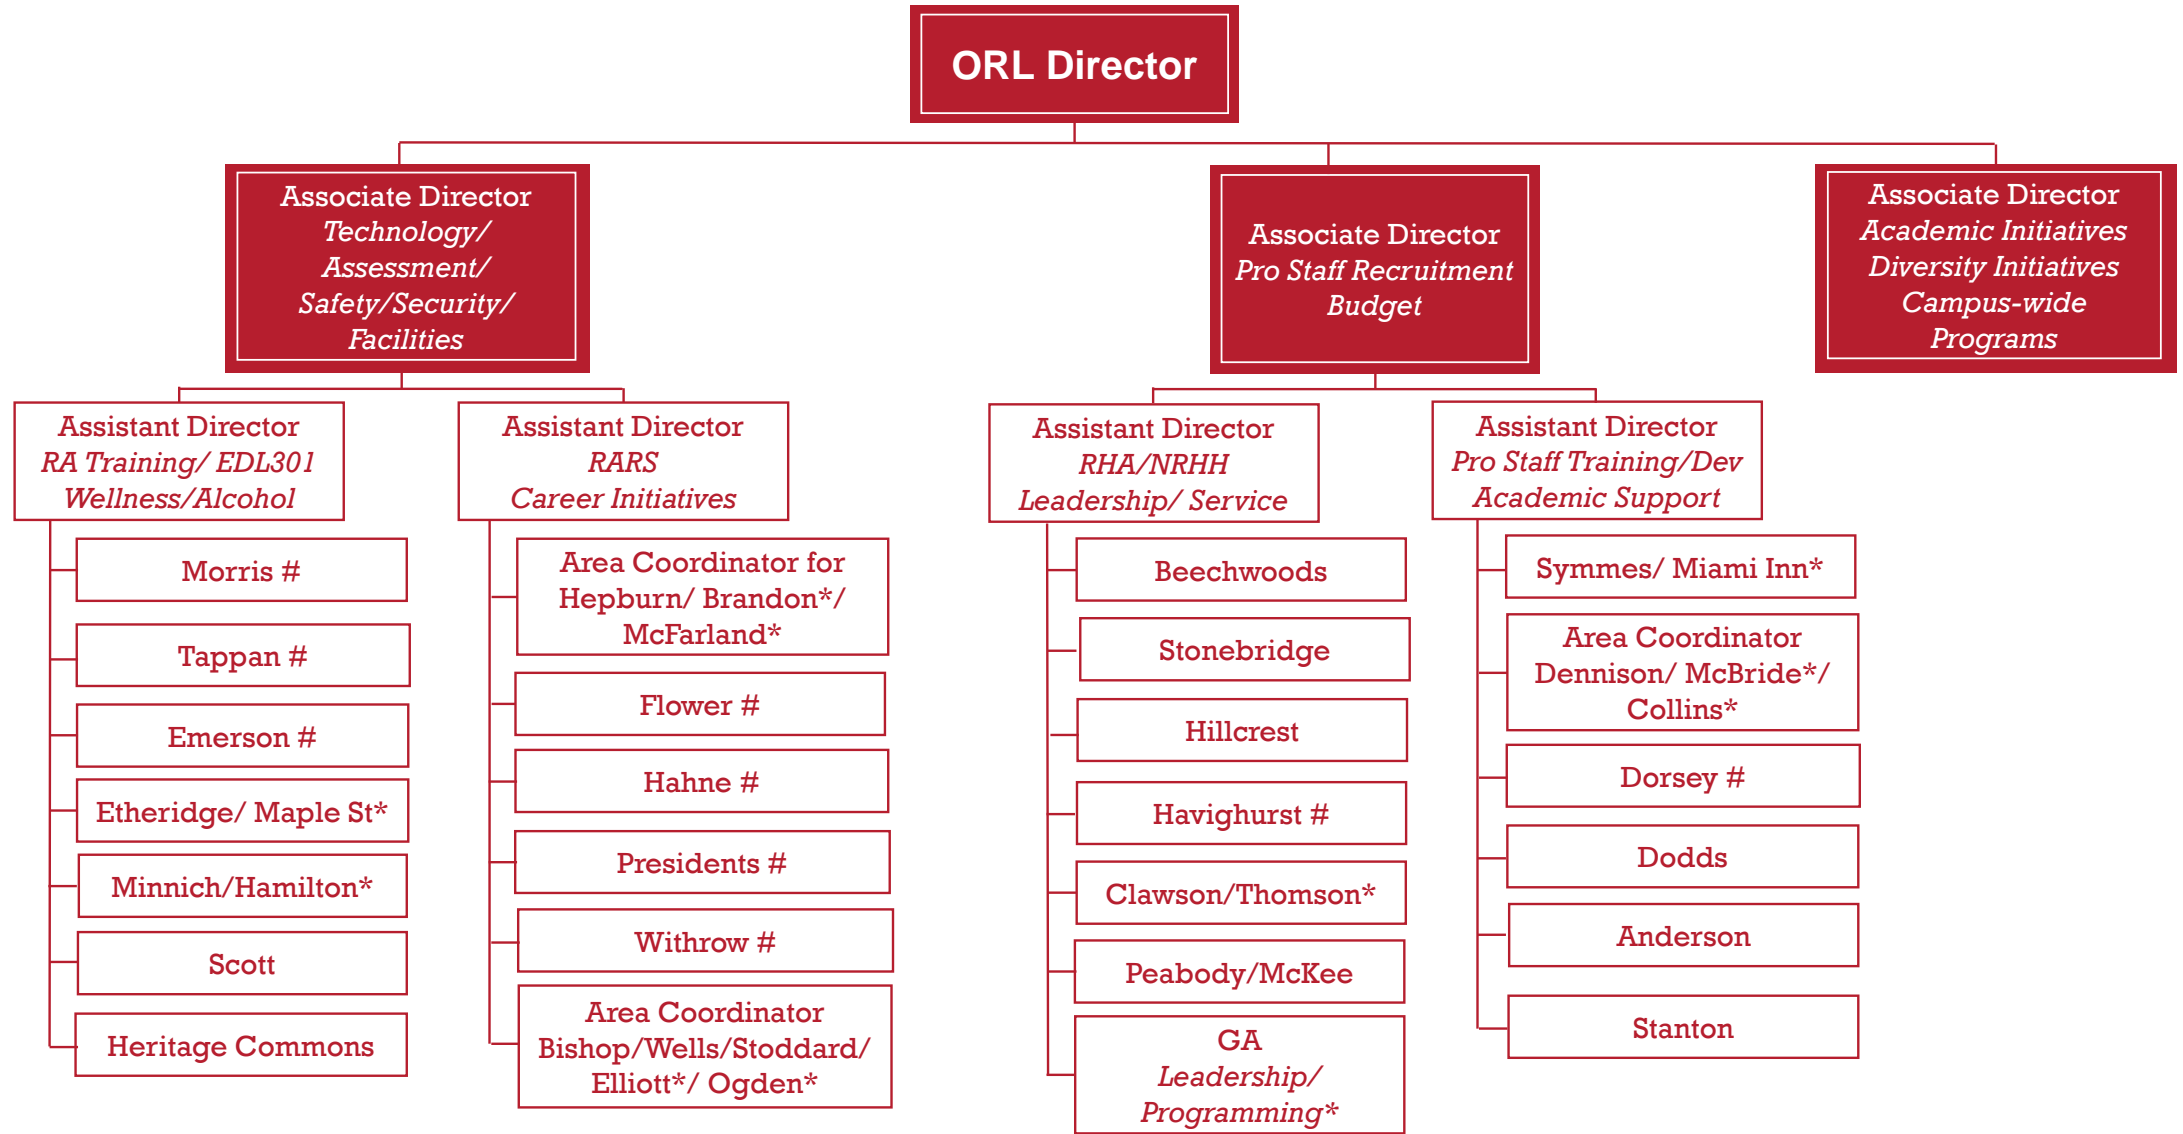 ORL Director
Associate Director
Technology/
Assessment/
Safety/Security/
Facilities
Associate Director
Pro Staff Recruitment
Budget
Associate Director
Academic Initiatives
Diversity Initiatives
Campus-wide
Programs
Assistant Director
RA Training/ EDL301
Wellness/Alcohol
Morris #
Tappan #
Emerson #
Etheridge/ Maple St*
Minnich/Hamilton*
Scott
Heritage Commons
Assistant Director
RARS
Career Initiatives
Area Coordinator for
Hepburn/ Brandon*/
McFarland*
Flower #
Hahne #
Presidents #
Withrow #
Area Coordinator
Bishop/Wells/Stoddard/
Elliott*/ Ogden*
Assistant Director
RHA/NRHH
Leadership/ Service
Beechwoods
Stonebridge
Hillcrest
Havighurst #
Clawson/Thomson*
Peabody/McKee
GA
Leadership/
Programming*
Assistant Director
Pro Staff Training/Dev
Academic Support
Symmes/ Miami Inn*
Area Coordinator
Dennison/ McBride*/
Collins*
Dorsey #
Dodds
Anderson
Stanton